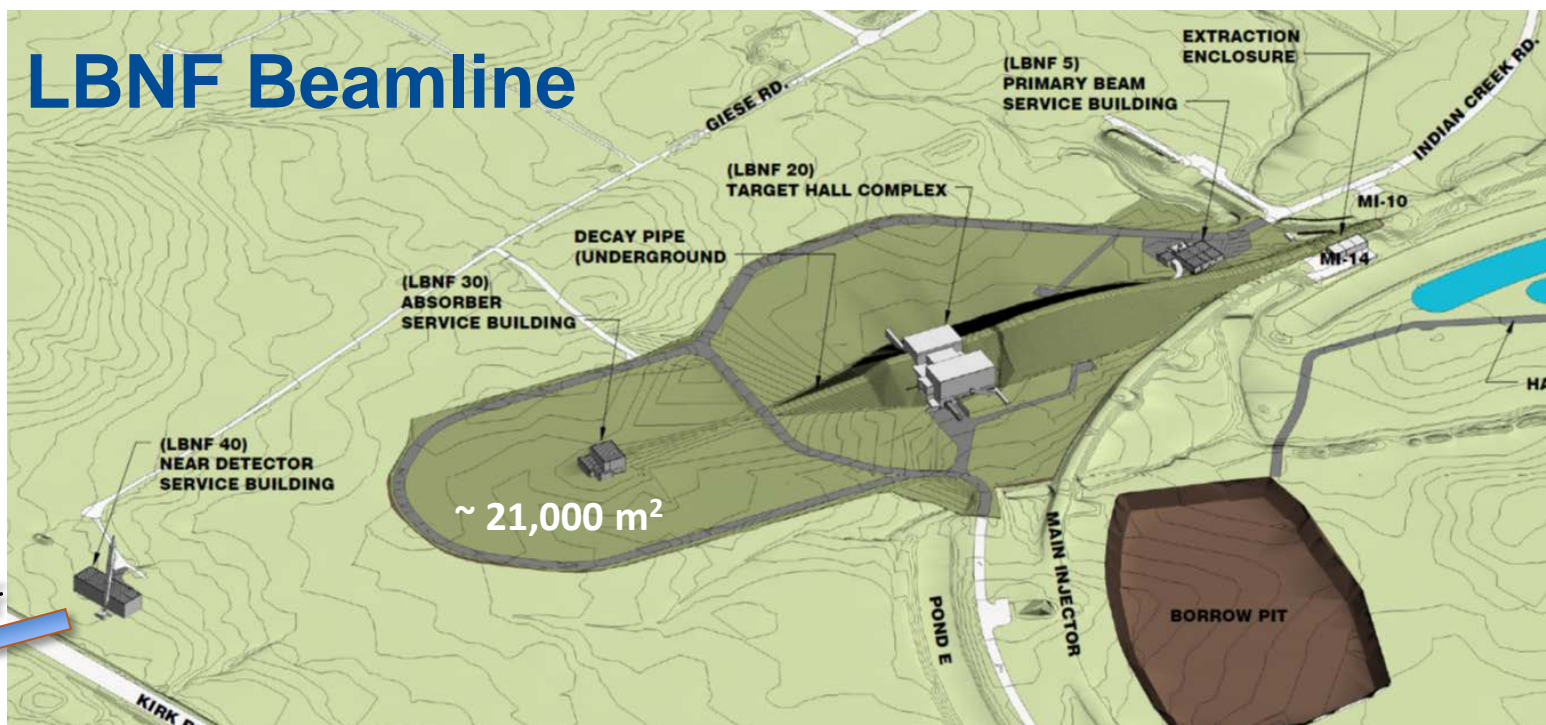 LBNF Beamline
EXTRACTION
ENCLOSURE
(LBNF 5)
PRIMARY BEAM
SERVICE BUILDING
INDIAN CREEK RD.
GIESE RD.
(LBNF 20)
TARGET HALL COMPLEX
MI-10
DECAY PIPE
(UNDERGROUND
MI-14
(LBNF 30)
ABSORBER
SERVICE BUILDING
HA
(LBNF 40)
NEAR DETECTOR
SERVICE BUILDING
~ 21,000 m²
MAIN INJECTOR
POND E
BORROW PIT
KIRK